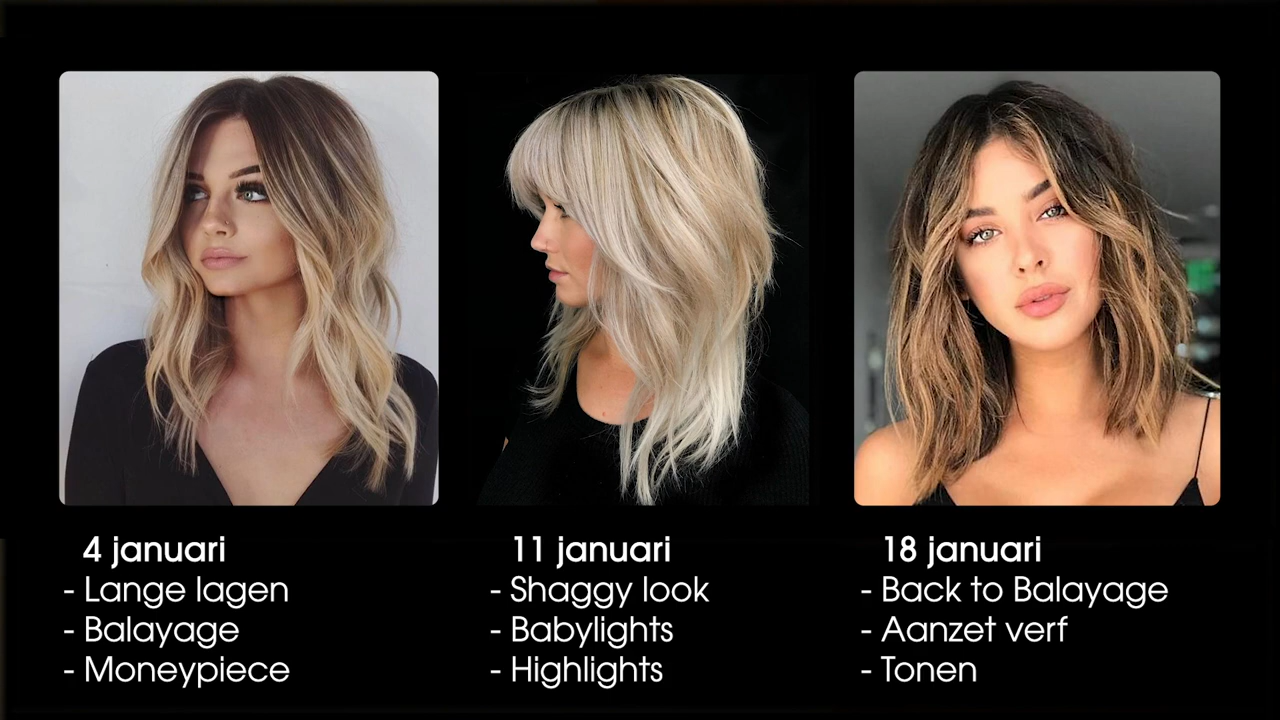 4 januari
- Lange lagen
- Balayage
- Moneypiece
11 januari
- Shaggy look
- Babylights
- Highlights
18 januari
- Back to Balayage
- Aanzet verf
- Tonen